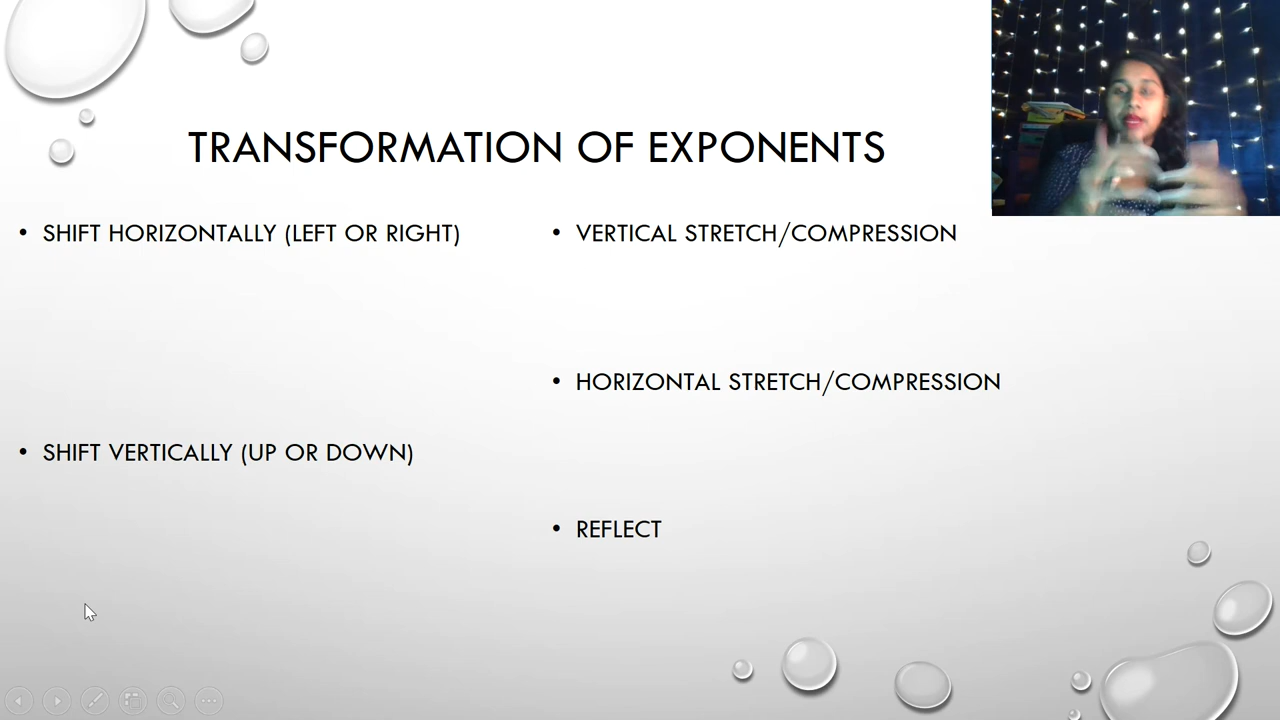 TRANSFORMATION OF EXPONENTS
• SHIFT HORIZONTALLY (LEFT OR RIGHT)
• SHIFT VERTICALLY (UP OR DOWN)
• VERTICAL STRETCH/COMPRESSION
• HORIZONTAL STRETCH/COMPRESSION
• REFLECT